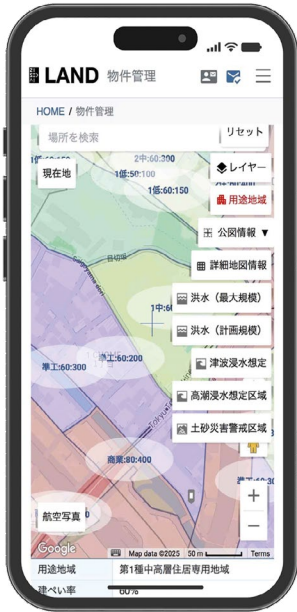 LAND 物件管理
HOME / 物件管理
場所を検索
リセット
2中:60:300
現在地
1低:50:100
レイヤー
1低:60:150
用途地域
公図情報 ▼
詳細地図情報
洪水（最大規模）
1中:6
洪水（計画規模）
準工:60:200
準工:60:300
津波浸水想定
高潮浸水想定区域
土砂災害警戒区域
商業:80:400
航空写真
+
−
Google
Map data ©2025
50 m
Terms
用途地域 第1種中高層住居専用地域
建ぺい率 60%